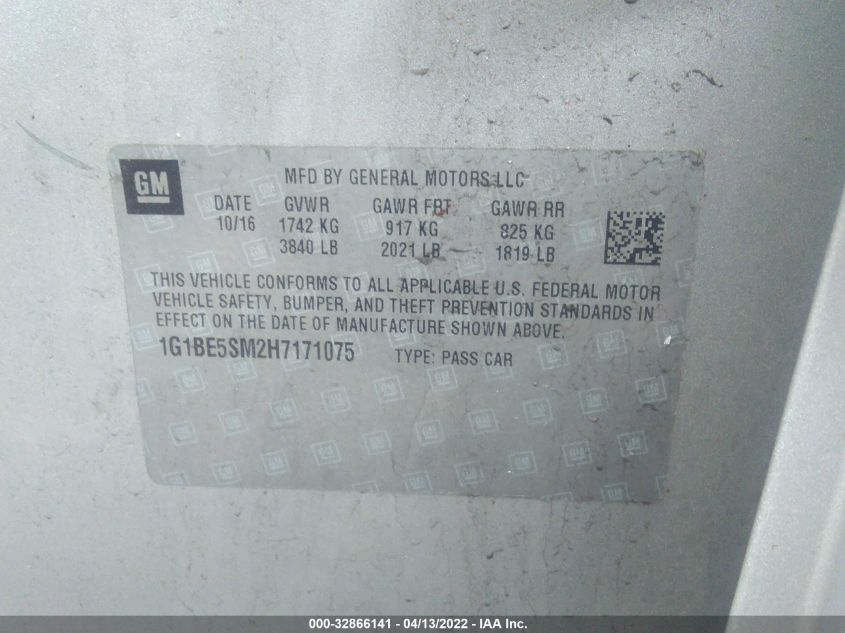 GM
MFD BY GENERAL MOTORS LLC
DATE GVWR GAWR FRT GAWR RR
10/16 1742 KG 917 KG 825 KG
3840 LB 2021 LB 1819 LB
THIS VEHICLE CONFORMS TO ALL APPLICABLE U.S. FEDERAL MOTOR
VEHICLE SAFETY, BUMPER, AND THEFT PREVENTION STANDARDS IN
EFFECT ON THE DATE OF MANUFACTURE SHOWN ABOVE.
1G1BE5SM2H7171075 TYPE: PASS CAR
000-32866141 - 04/13/2022 - IAA Inc.